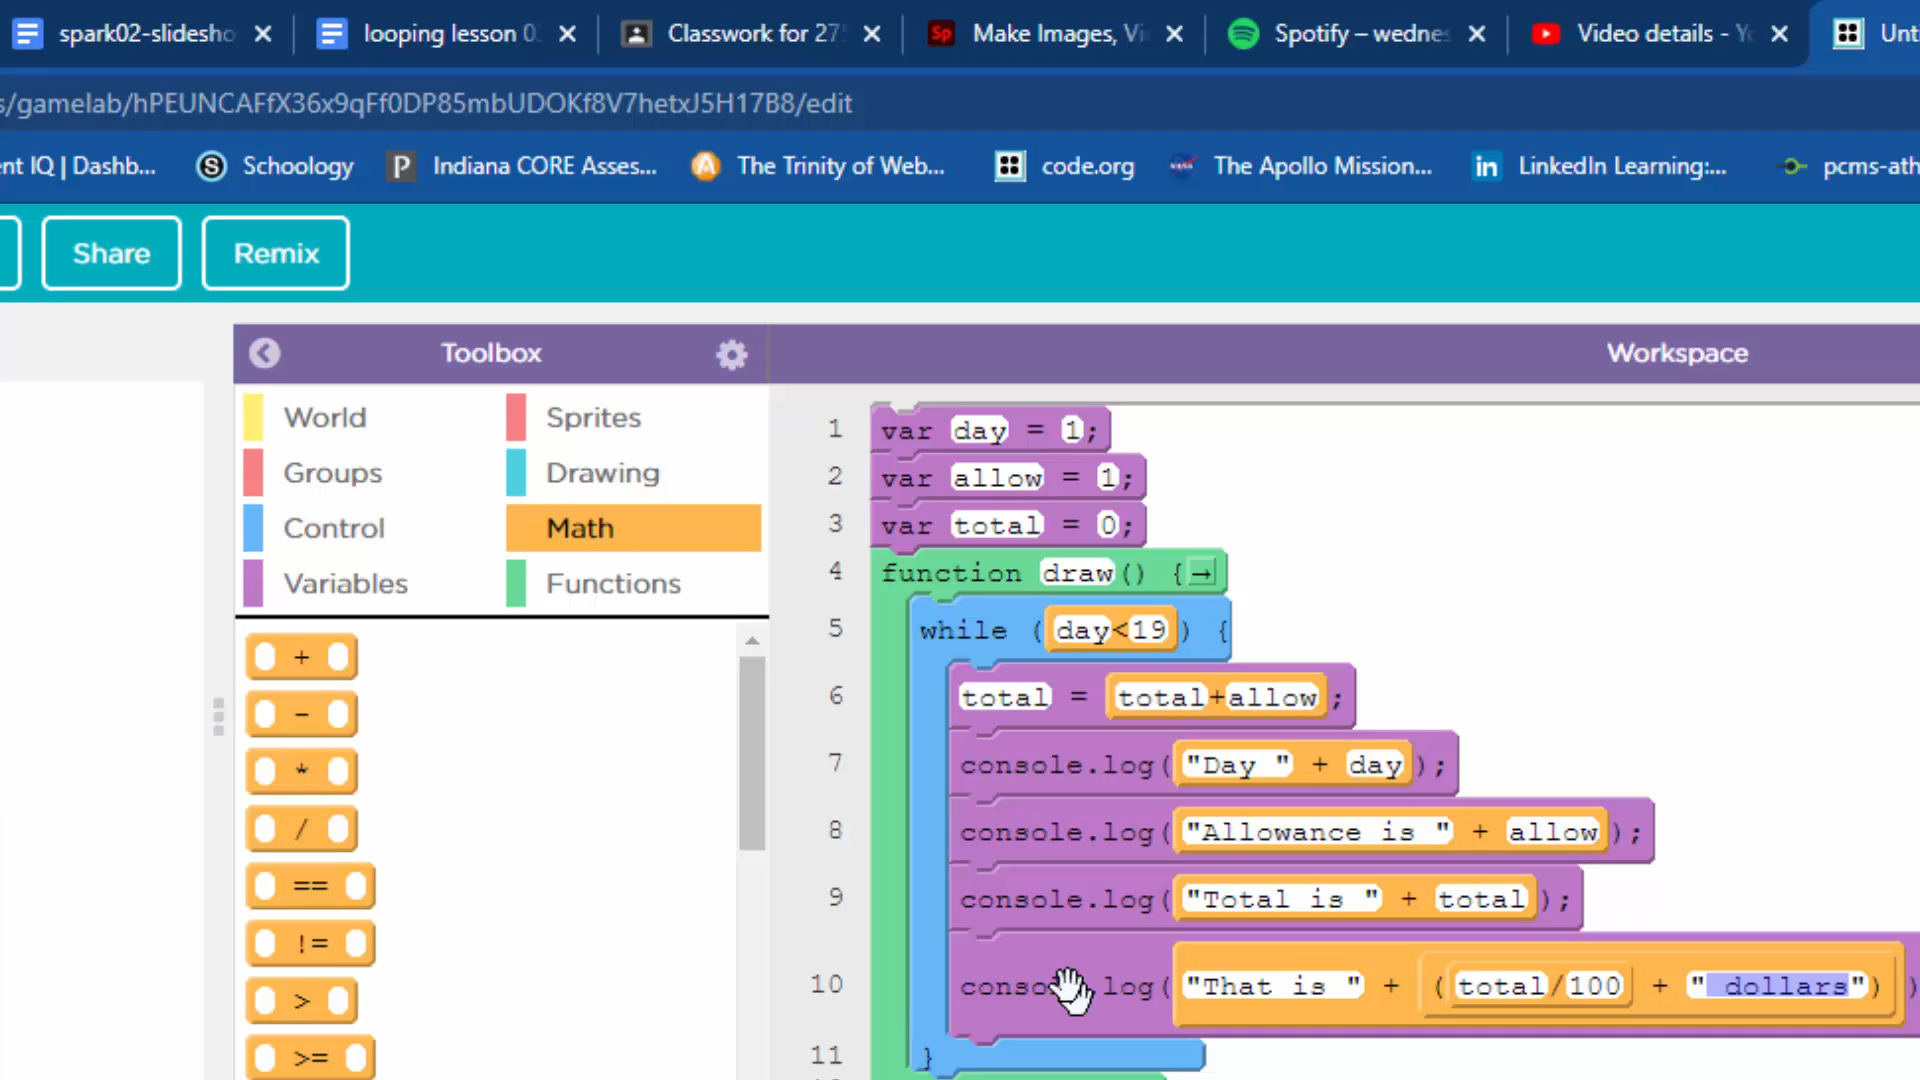 spark02-slidesho
looping lesson 03
Classwork for 27
Make Images, Vi
Spotify – wednes
Video details - Yo
Unti
s/gamelab/hPEUNCAFfX36x9qFf0DP85mbUDOKf8V7hetxJ5H17B8/edit
nt IQ | Dashb...
Schoology
Indiana CORE Asses...
The Trinity of Web...
code.org
The Apollo Mission...
LinkedIn Learning:...
pcms-ath
Share
Remix
Toolbox
Workspace
World
Sprites
Groups
Drawing
Control
Math
Variables
Functions
+
-
*
/
==
!=
>
>=
1 var day = 1;
2 var allow = 1;
3 var total = 0;
4 function draw() {→
5 while (day<19) {
6 total = total+allow;
7 console.log("Day " + day);
8 console.log("Allowance is " + allow);
9 console.log("Total is " + total);
10 console.log("That is " + (total/100 + " dollars"))
11 }